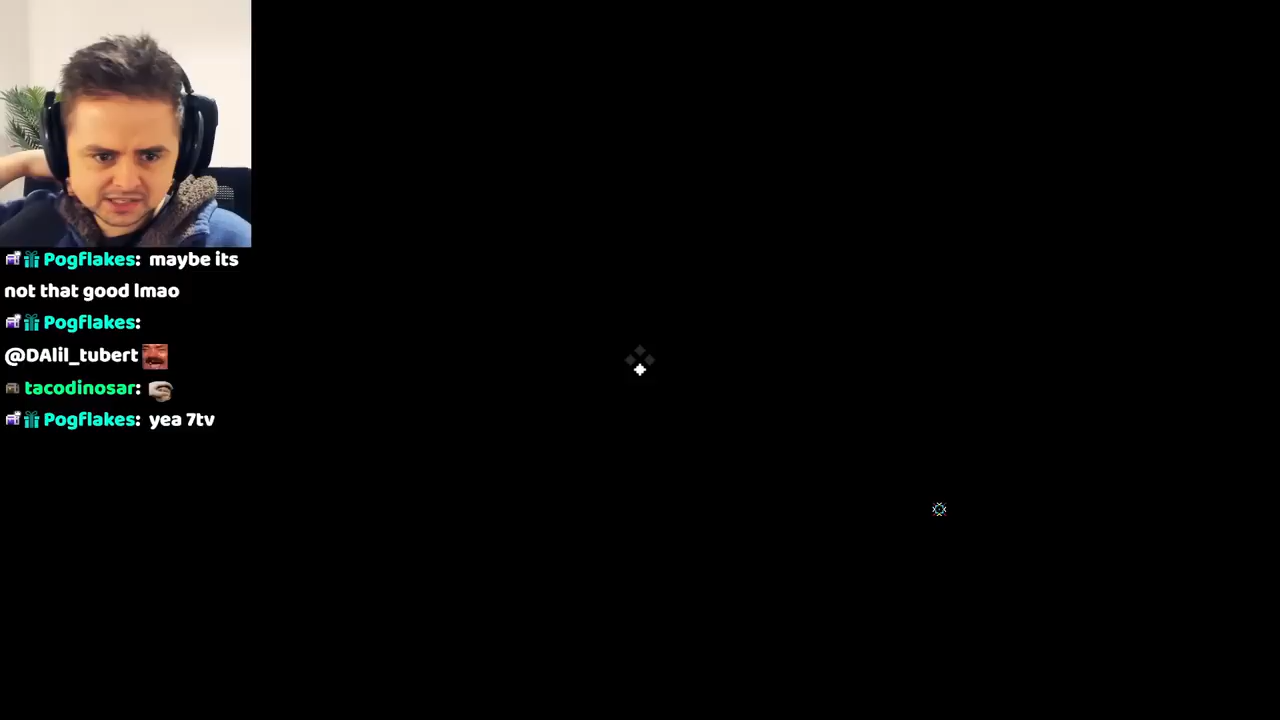 Pogflakes: maybe its
not that good lmao
Pogflakes:
@DAlil_tubert
tacodinosar:
Pogflakes: yea 7tv